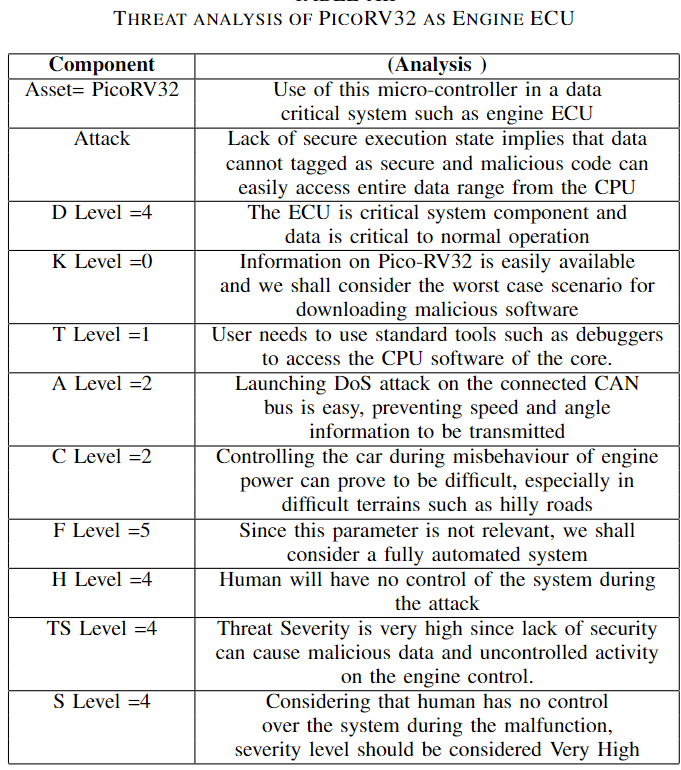 THREAT ANALYSIS OF PICORV32 AS ENGINE ECU
Component (Analysis )
Asset= PicoRV32 Use of this micro-controller in a data
critical system such as engine ECU
Attack Lack of secure execution state implies that data
cannot tagged as secure and malicious code can
easily access entire data range from the CPU
D Level =4 The ECU is critical system component and
data is critical to normal operation
K Level =0 Information on Pico-RV32 is easily available
and we shall consider the worst case scenario for
downloading malicious software
T Level =1 User needs to use standard tools such as debuggers
to access the CPU software of the core.
A Level =2 Launching DoS attack on the connected CAN
bus is easy, preventing speed and angle
information to be transmitted
C Level =2 Controlling the car during misbehaviour of engine
power can prove to be difficult, especially in
difficult terrains such as hilly roads
F Level =5 Since this parameter is not relevant, we shall
consider a fully automated system
H Level =4 Human will have no control of the system during
the attack
TS Level =4 Threat Severity is very high since lack of security
can cause malicious data and uncontrolled activity
on the engine control.
S Level =4 Considering that human has no control
over the system during the malfunction,
severity level should be considered Very High